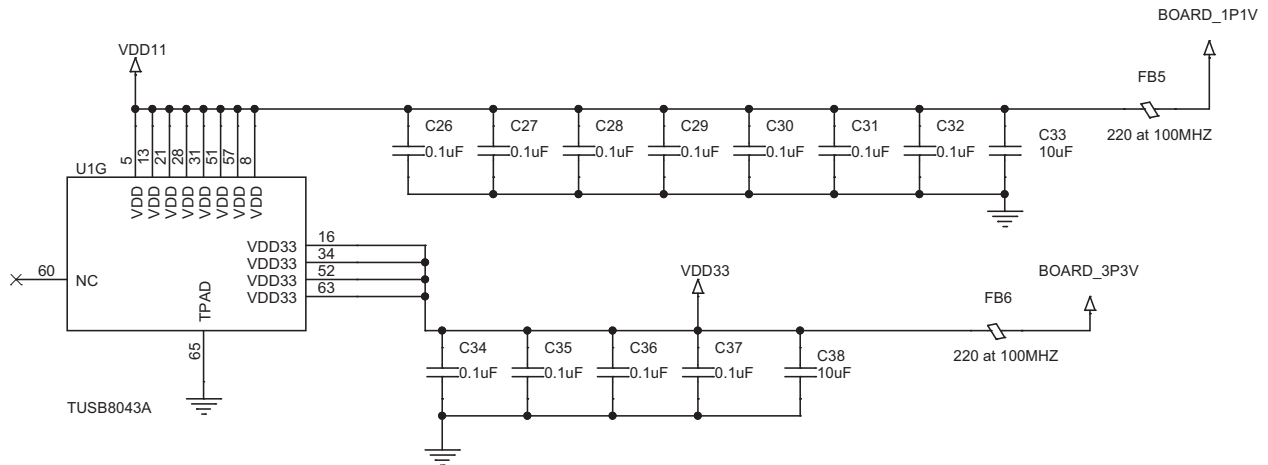 BOARD_1P1V
VDD11
FB5
220 at 100MHZ
C26
0.1uF
C27
0.1uF
C28
0.1uF
C29
0.1uF
C30
0.1uF
C31
0.1uF
C32
0.1uF
C33
10uF
5
13
21
28
31
51
57
8
U1G
VDD
VDD
VDD
VDD
VDD
VDD
VDD
VDD
VDD33
16
VDD33
34
VDD33
52
VDD33
63
60
NC
TPAD
65
TUSB8043A
VDD33
BOARD_3P3V
FB6
220 at 100MHZ
C34
0.1uF
C35
0.1uF
C36
0.1uF
C37
0.1uF
C38
10uF